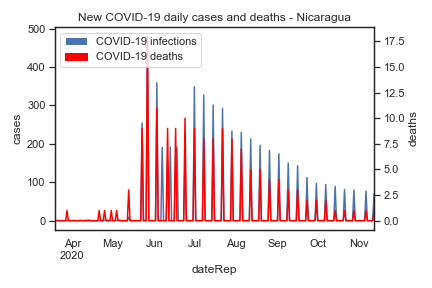 New COVID-19 daily cases and deaths - Nicaragua
COVID-19 infections
COVID-19 deaths
500
400
300
200
100
0
cases
17.5
15.0
12.5
10.0
7.5
5.0
2.5
0.0
deaths
Apr May Jun Jul Aug Sep Oct Nov
2020
dateRep